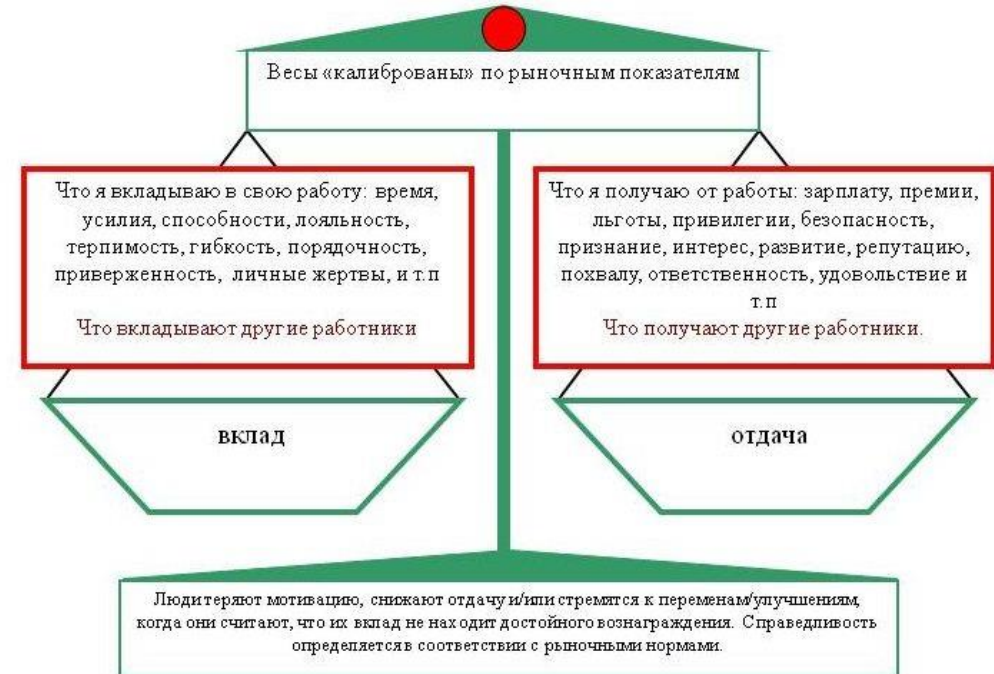 Весы «калиброваны» по рыночным показателям
Что я вкладываю в свою работу: время,
усилия, способности, лояльность,
терпимость, гибкость, порядочность,
приверженность, личные жертвы, и т.п
Что вкладывают другие работники
Что я получаю от работы: зарплату, премии,
льготы, привилегии, безопасность,
признание, интерес, развитие, репутацию,
похвалу, ответственность, удовольствие и
т.п
Что получают другие работники.
вклад
отдача
Люди теряют мотивацию, снижают отдачу и/или стремятся к переменам/улучшениям,
когда они считают, что их вклад не находит достойного вознаграждения. Справедливость
определяется в соответствии с рыночными нормами.